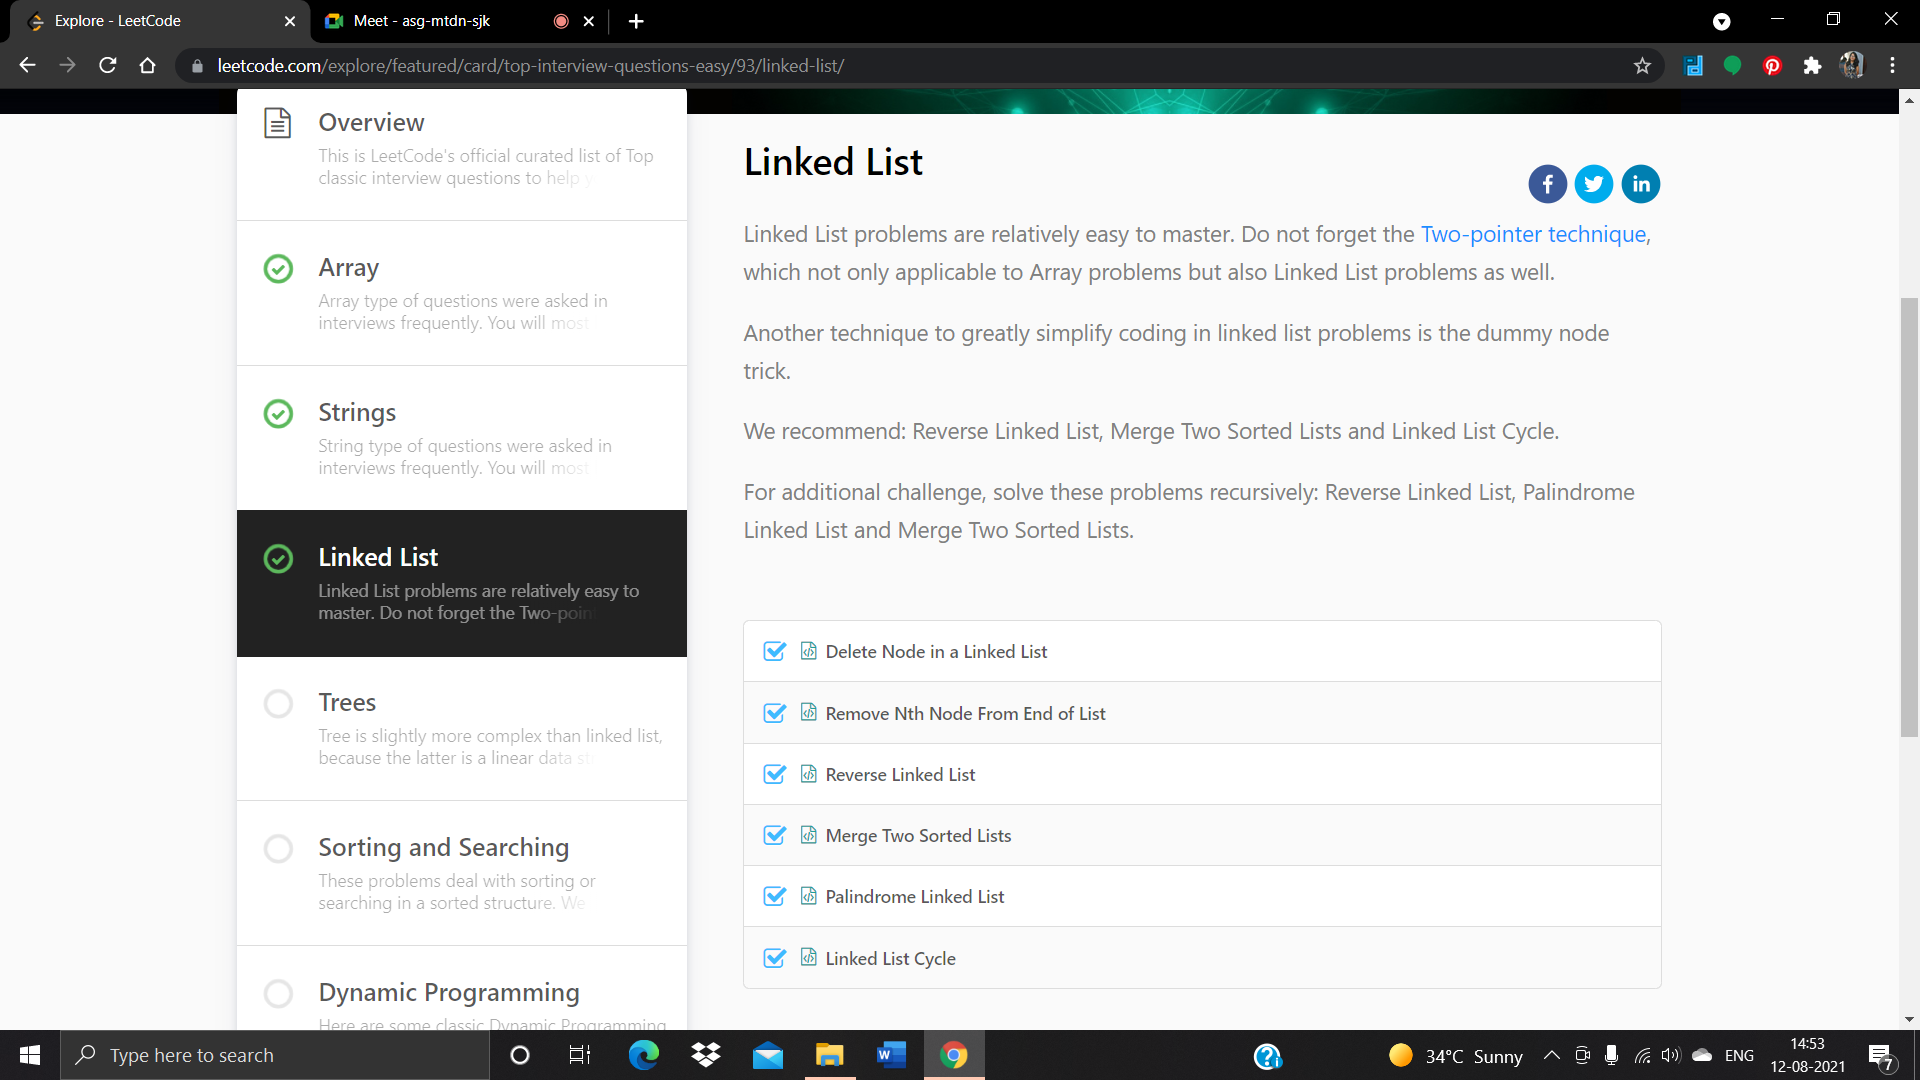 Explore - LeetCode
Meet - asg-mtdn-sjk
leetcode.com/explore/featured/card/top-interview-questions-easy/93/linked-list/
Overview
This is LeetCode's official curated list of Top
classic interview questions to help y
Array
Array type of questions were asked in
interviews frequently. You will most
Strings
String type of questions were asked in
interviews frequently. You will most
Linked List
Linked List problems are relatively easy to
master. Do not forget the Two-poin
Trees
Tree is slightly more complex than linked list,
because the latter is a linear data st
Sorting and Searching
These problems deal with sorting or
searching in a sorted structure. We
Dynamic Programming
Here are some classic Dynamic Programming
Linked List
Linked List problems are relatively easy to master. Do not forget the Two-pointer technique,
which not only applicable to Array problems but also Linked List problems as well.
Another technique to greatly simplify coding in linked list problems is the dummy node
trick.
We recommend: Reverse Linked List, Merge Two Sorted Lists and Linked List Cycle.
For additional challenge, solve these problems recursively: Reverse Linked List, Palindrome
Linked List and Merge Two Sorted Lists.
Delete Node in a Linked List
Remove Nth Node From End of List
Reverse Linked List
Merge Two Sorted Lists
Palindrome Linked List
Linked List Cycle
Type here to search
34°C Sunny
ENG
14:53
12-08-2021
7